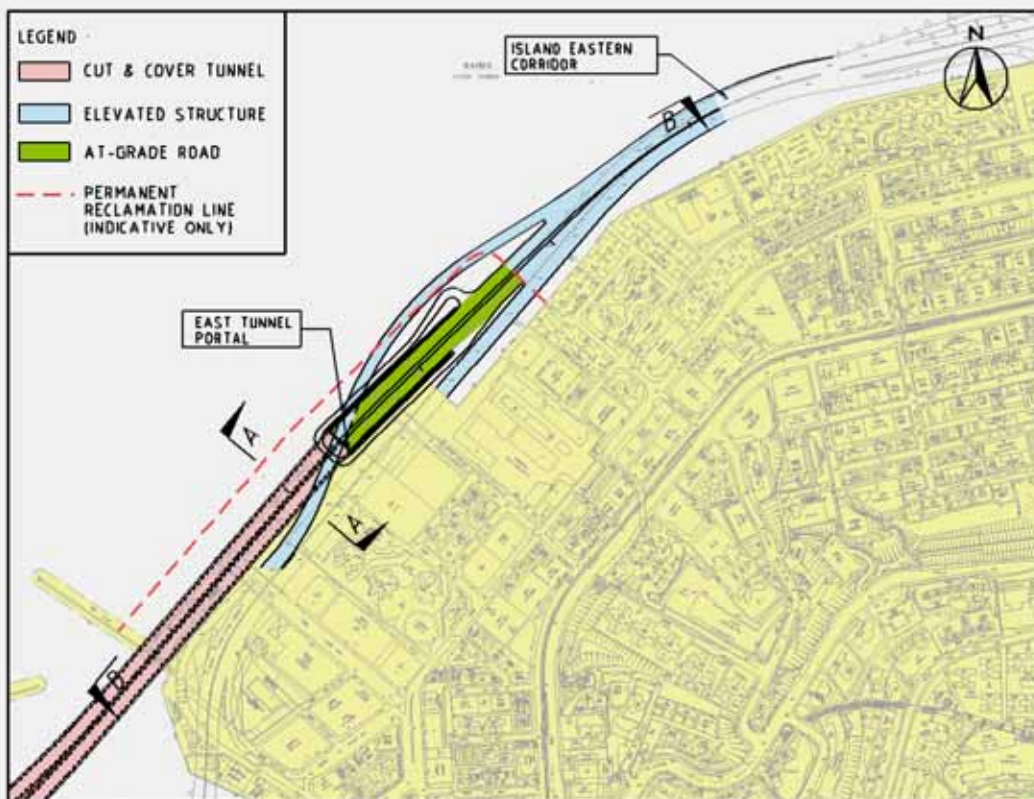 LEGEND
CUT & COVER TUNNEL
ELEVATED STRUCTURE
AT-GRADE ROAD
PERMANENT
RECLAMATION LINE
(INDICATIVE ONLY)
ISLAND EASTERN
CORRIDOR
N
B
EAST TUNNEL
PORTAL
A
A
B